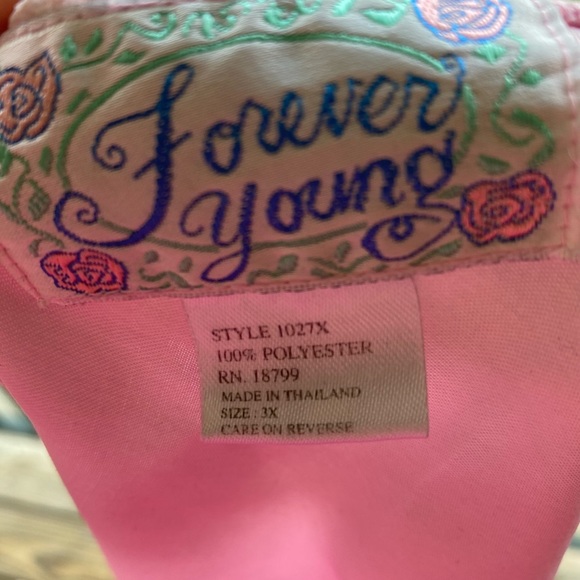 Forever
Young
STYLE 1027X
100% POLYESTER
RN. 18799
MADE IN THAILAND
SIZE : 3X
CARE ON REVERSE